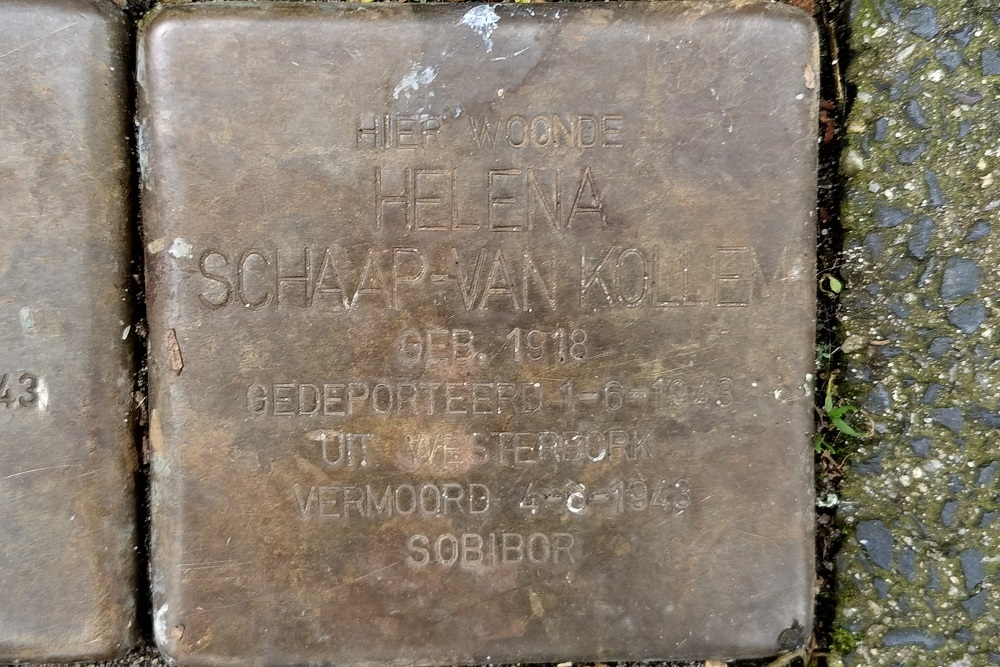 HIER WOONDE
HELENA
SCHAAP-VAN KOLLEM
GEB. 1918
GEDEPORTEERD 1-6-1943
UIT WESTERBORK
VERMOORD 4-6-1943
SOBIBOR
43